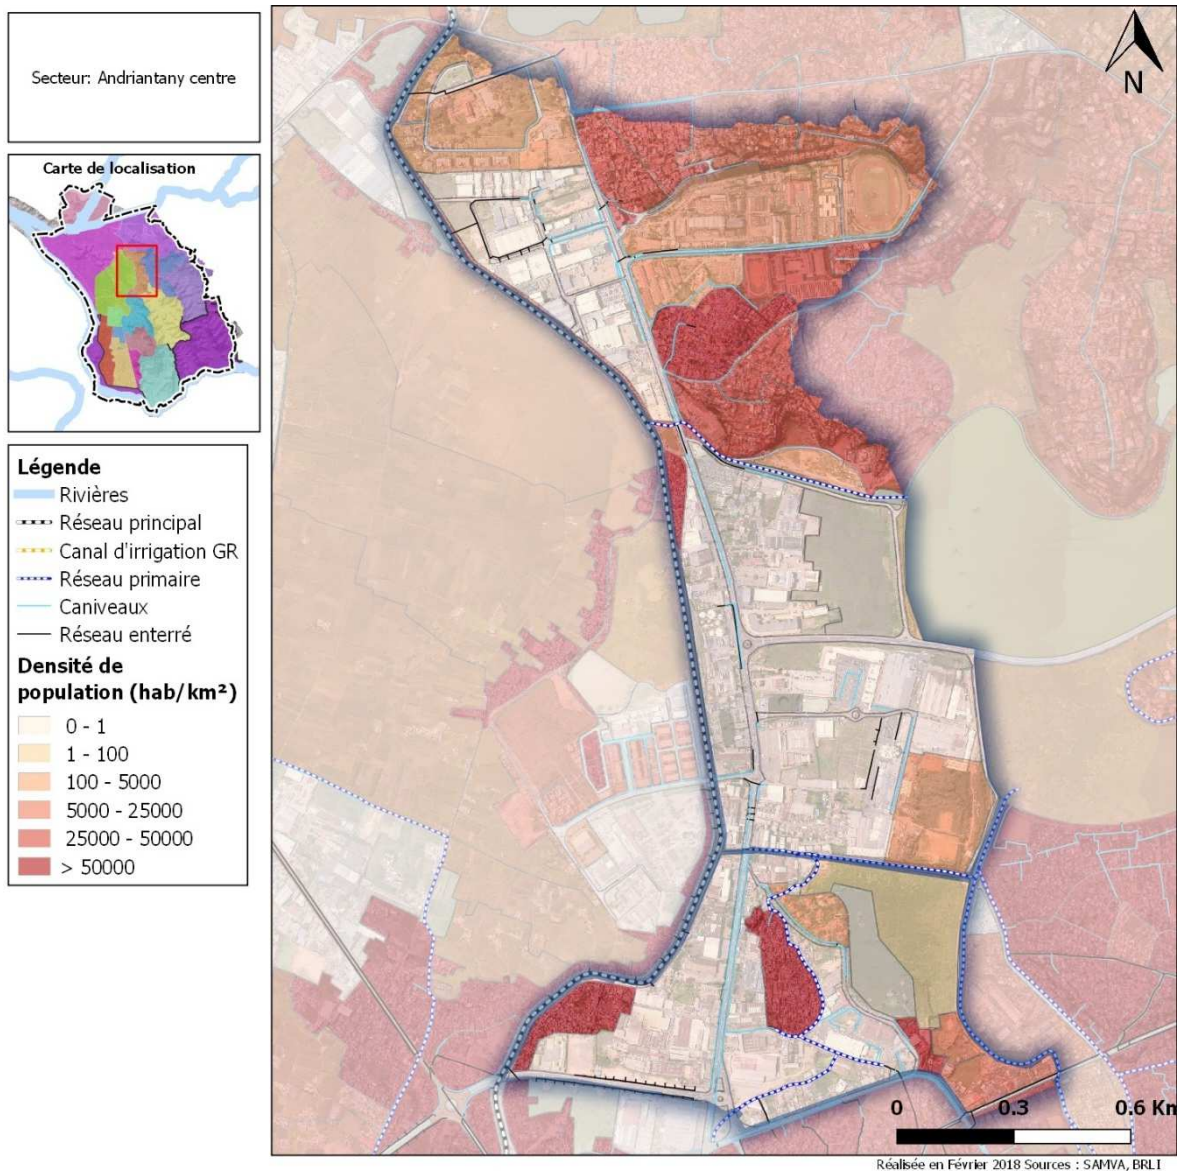 Secteur: Andriantany centre
Carte de localisation
Légende
Rivières
Réseau principal
Canal d'irrigation GR
Réseau primaire
Caniveaux
Réseau enterré
Densité de
population (hab/km²)
0 - 1
1 - 100
100 - 5000
5000 - 25000
25000 - 50000
> 50000
N
0 0.3 0.6 Km
Réalisée en Février 2018 Sources : SAMVA, BRLI